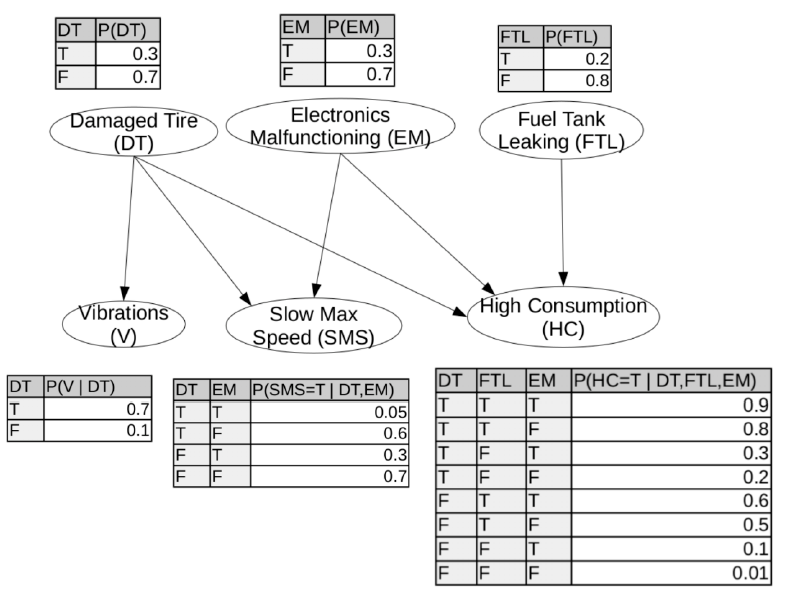 DT P(DT)
T 0.3
F 0.7
EM P(EM)
T 0.3
F 0.7
FTL P(FTL)
T 0.2
F 0.8
Damaged Tire
(DT)
Electronics
Malfunctioning (EM)
Fuel Tank
Leaking (FTL)
Vibrations
(V)
Slow Max
Speed (SMS)
High Consumption
(HC)
DT P(V | DT)
T 0.7
F 0.1
DT EM P(SMS=T | DT,EM)
T T 0.05
T F 0.6
F T 0.3
F F 0.7
DT FTL EM P(HC=T | DT,FTL,EM)
T T T 0.9
T T F 0.8
T F T 0.3
T F F 0.2
F T T 0.6
F T F 0.5
F F T 0.1
F F F 0.01